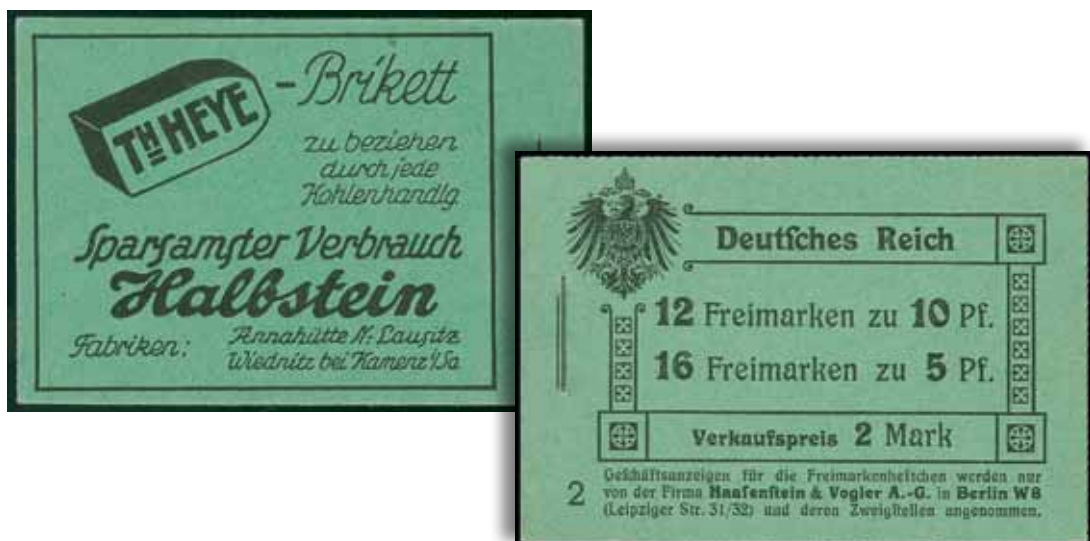 TH HEYE
-Brikett
zu beziehen
durch jede
Kohlenhandlg
Sparsamster Verbrauch
Halbstein
Fabriken:
Annahütte N.-Lausitz
Wiednitz bei Kamenz i/Sa
Deutſches Reich
12 Freimarken zu 10 Pf.
16 Freimarken zu 5 Pf.
Verkaufspreis 2 Mark
2
Geſchäftsanzeigen für die Freimarkenheftchen werden nur
von der Firma Haaſenſtein & Vogler A.-G. in Berlin W8
(Leipziger Str. 31/32) und deren Zweigſtellen angenommen.